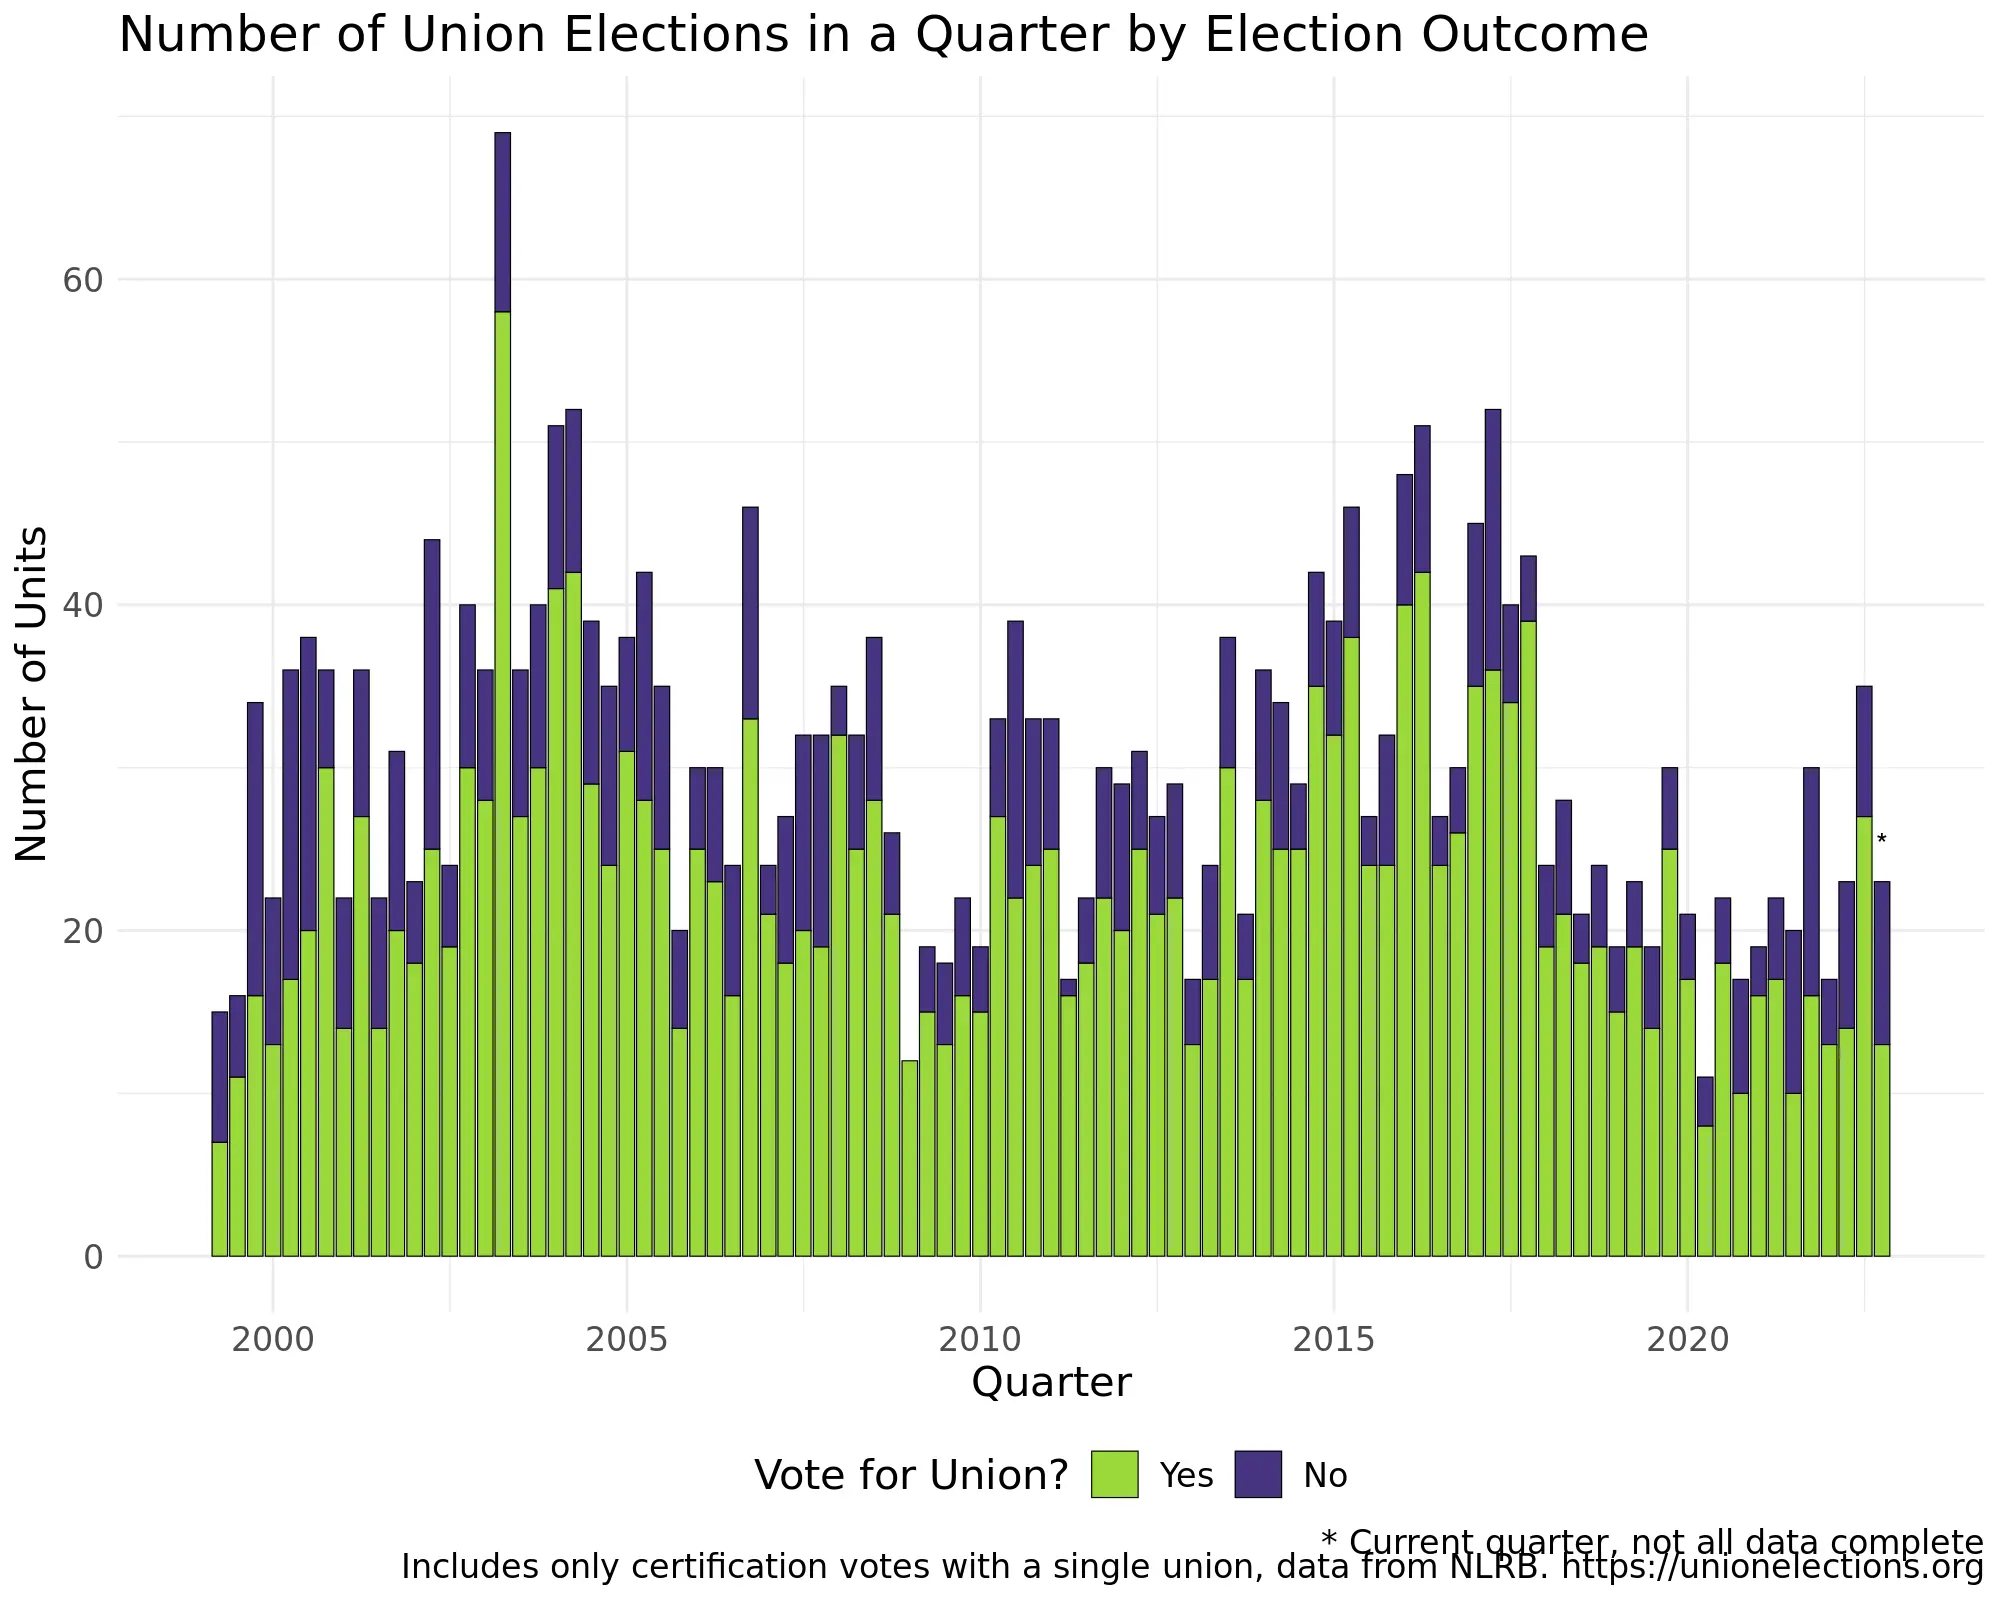 Number of Union Elections in a Quarter by Election Outcome
Number of Units
60
40
20
0
*
2000 2005 2010 2015 2020
Quarter
Vote for Union? Yes No
* Current quarter, not all data complete
Includes only certification votes with a single union, data from NLRB. https://unionelections.org